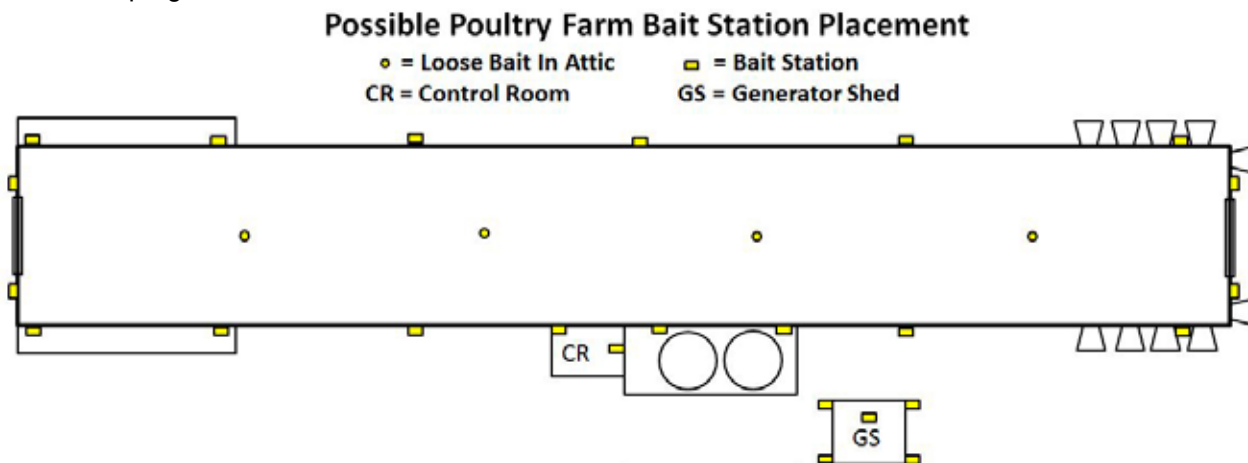 Possible Poultry Farm Bait Station Placement
= Loose Bait In Attic = Bait Station
CR = Control Room GS = Generator Shed
CR
GS